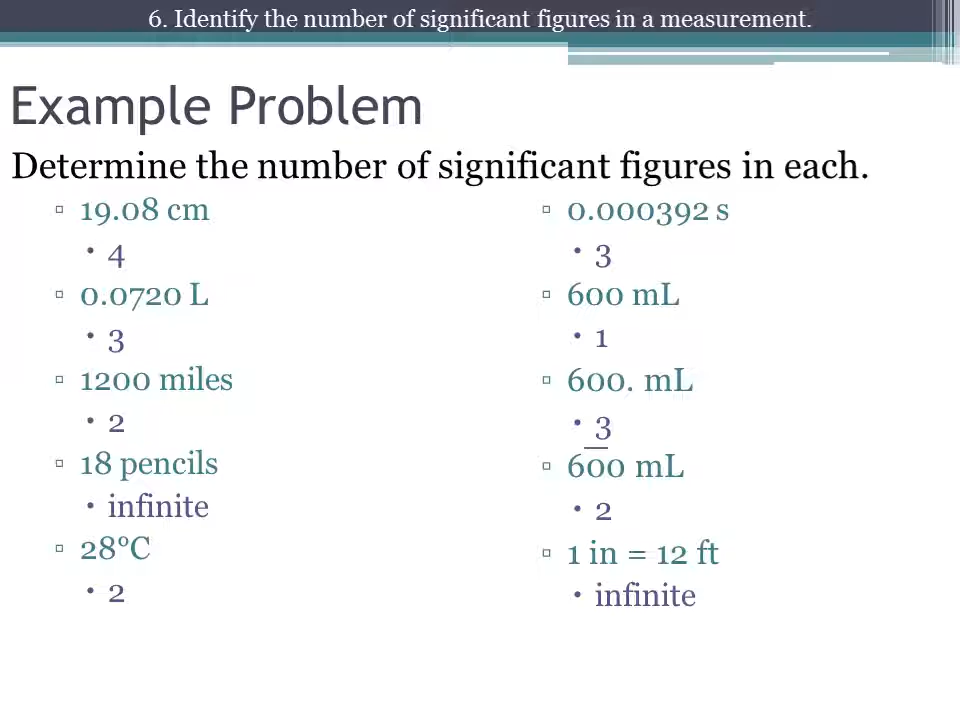 6. Identify the number of significant figures in a measurement.
Example Problem
Determine the number of significant figures in each.
▫ 19.08 cm
▪ 4
▫ 0.0720 L
▪ 3
▫ 1200 miles
▪ 2
▫ 18 pencils
▪ infinite
▫ 28°C
▪ 2
▫ 0.000392 s
▪ 3
▫ 600 mL
▪ 1
▫ 600. mL
▪ 3
▫ 60̅0 mL
▪ 2
▫ 1 in = 12 ft
▪ infinite